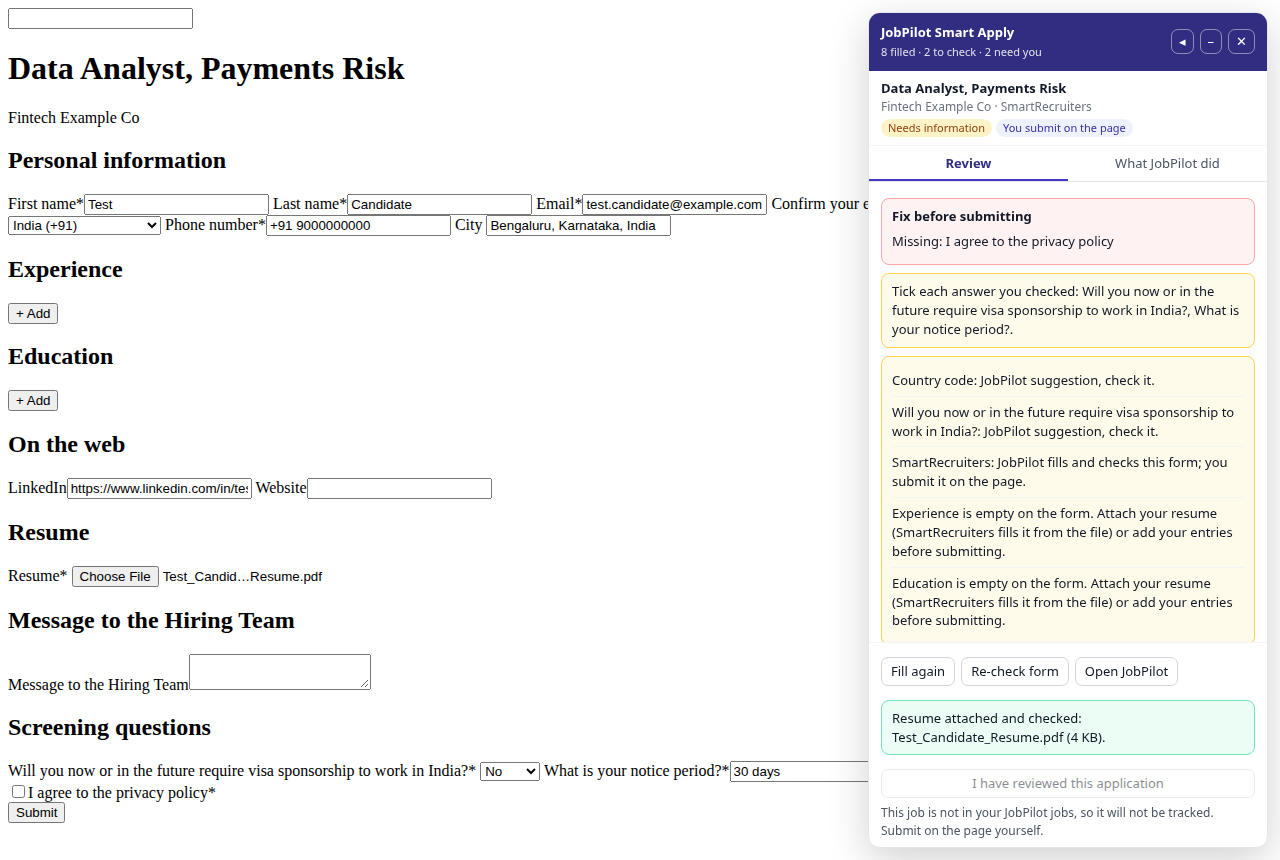 Data Analyst, Payments Risk
Fintech Example Co
Personal information
First name* Test Last name* Candidate Email* test.candidate@example.com Confirm your e
India (+91) Phone number* +91 9000000000 City Bengaluru, Karnataka, India
Experience
+ Add
Education
+ Add
On the web
LinkedIn https://www.linkedin.com/in/te Website
Resume
Resume* Choose File Test_Candid…Resume.pdf
Message to the Hiring Team
Message to the Hiring Team
Screening questions
Will you now or in the future require visa sponsorship to work in India?* No What is your notice period?* 30 days
I agree to the privacy policy*
Submit
JobPilot Smart Apply
8 filled · 2 to check · 2 need you
Data Analyst, Payments Risk
Fintech Example Co · SmartRecruiters
Needs information You submit on the page
Review What JobPilot did
Fix before submitting
Missing: I agree to the privacy policy
Tick each answer you checked: Will you now or in the
future require visa sponsorship to work in India?, What is
your notice period?.
Country code: JobPilot suggestion, check it.
Will you now or in the future require visa sponsorship to
work in India?: JobPilot suggestion, check it.
SmartRecruiters: JobPilot fills and checks this form; you
submit it on the page.
Experience is empty on the form. Attach your resume
(SmartRecruiters fills it from the file) or add your entries
before submitting.
Education is empty on the form. Attach your resume
(SmartRecruiters fills it from the file) or add your entries
before submitting.
Fill again Re-check form Open JobPilot
Resume attached and checked:
Test_Candidate_Resume.pdf (4 KB).
I have reviewed this application
This job is not in your JobPilot jobs, so it will not be tracked.
Submit on the page yourself.